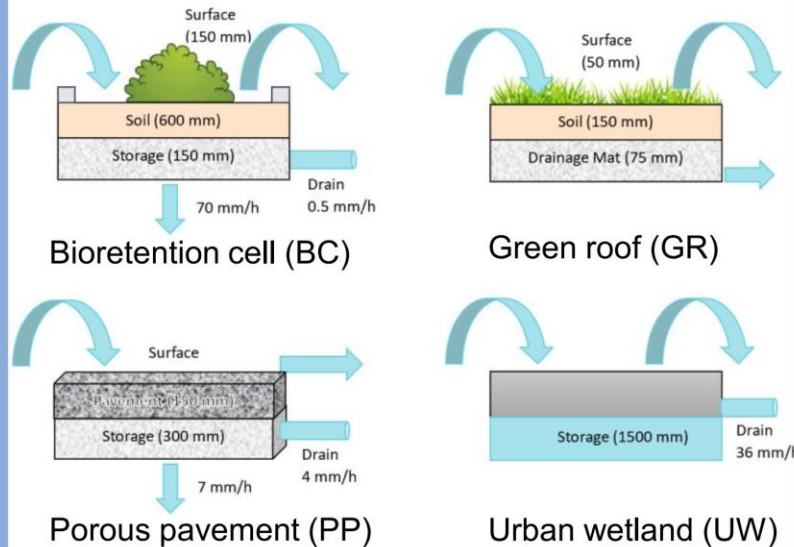 Surface
(150 mm)
Soil (600 mm)
Storage (150 mm)
Drain
0.5 mm/h
70 mm/h
Bioretention cell (BC)
Surface
(50 mm)
Soil (150 mm)
Drainage Mat (75 mm)
Green roof (GR)
Surface
Pavement (150 mm)
Storage (300 mm)
Drain
4 mm/h
7 mm/h
Porous pavement (PP)
Storage (1500 mm)
Drain
36 mm/h
Urban wetland (UW)